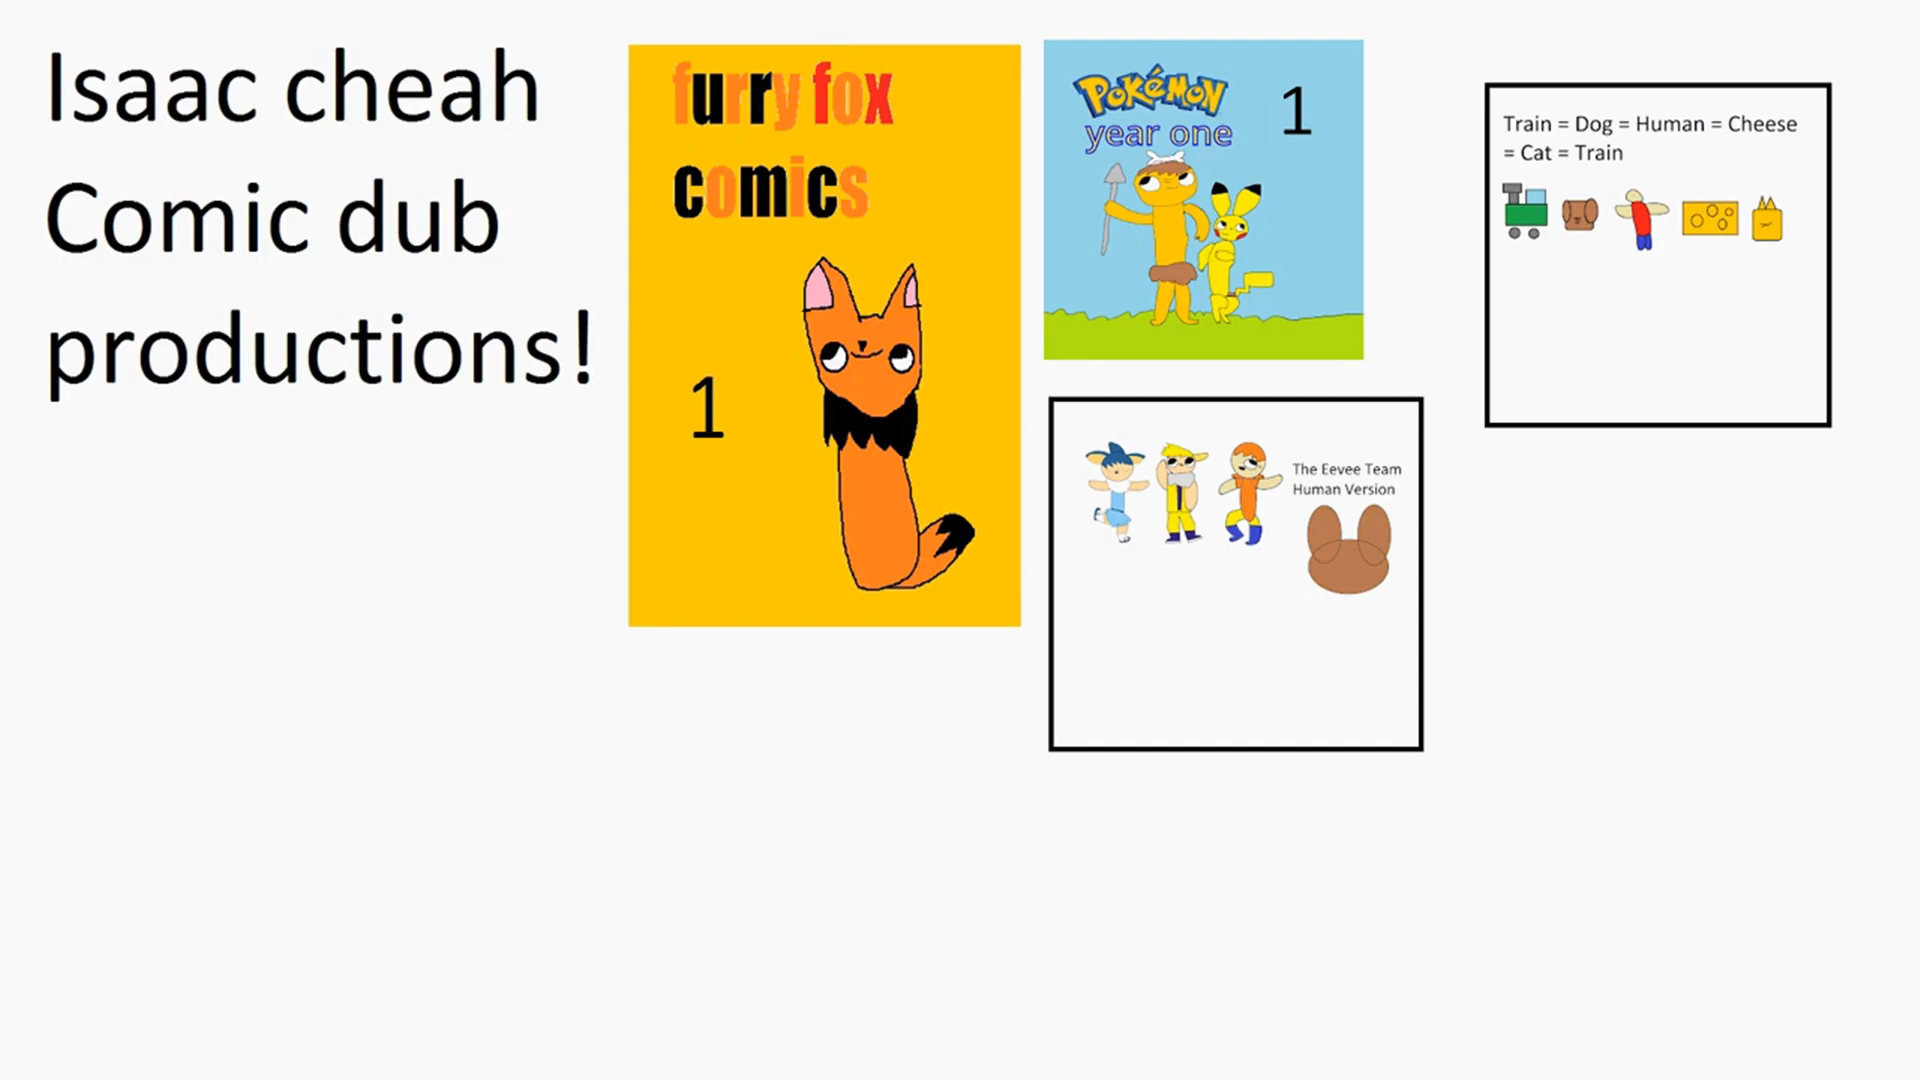 Isaac cheah
Comic dub
productions!
furry fox
comics
1
POKéMON
year one
1
Train = Dog = Human = Cheese
= Cat = Train
The Eevee Team
Human Version